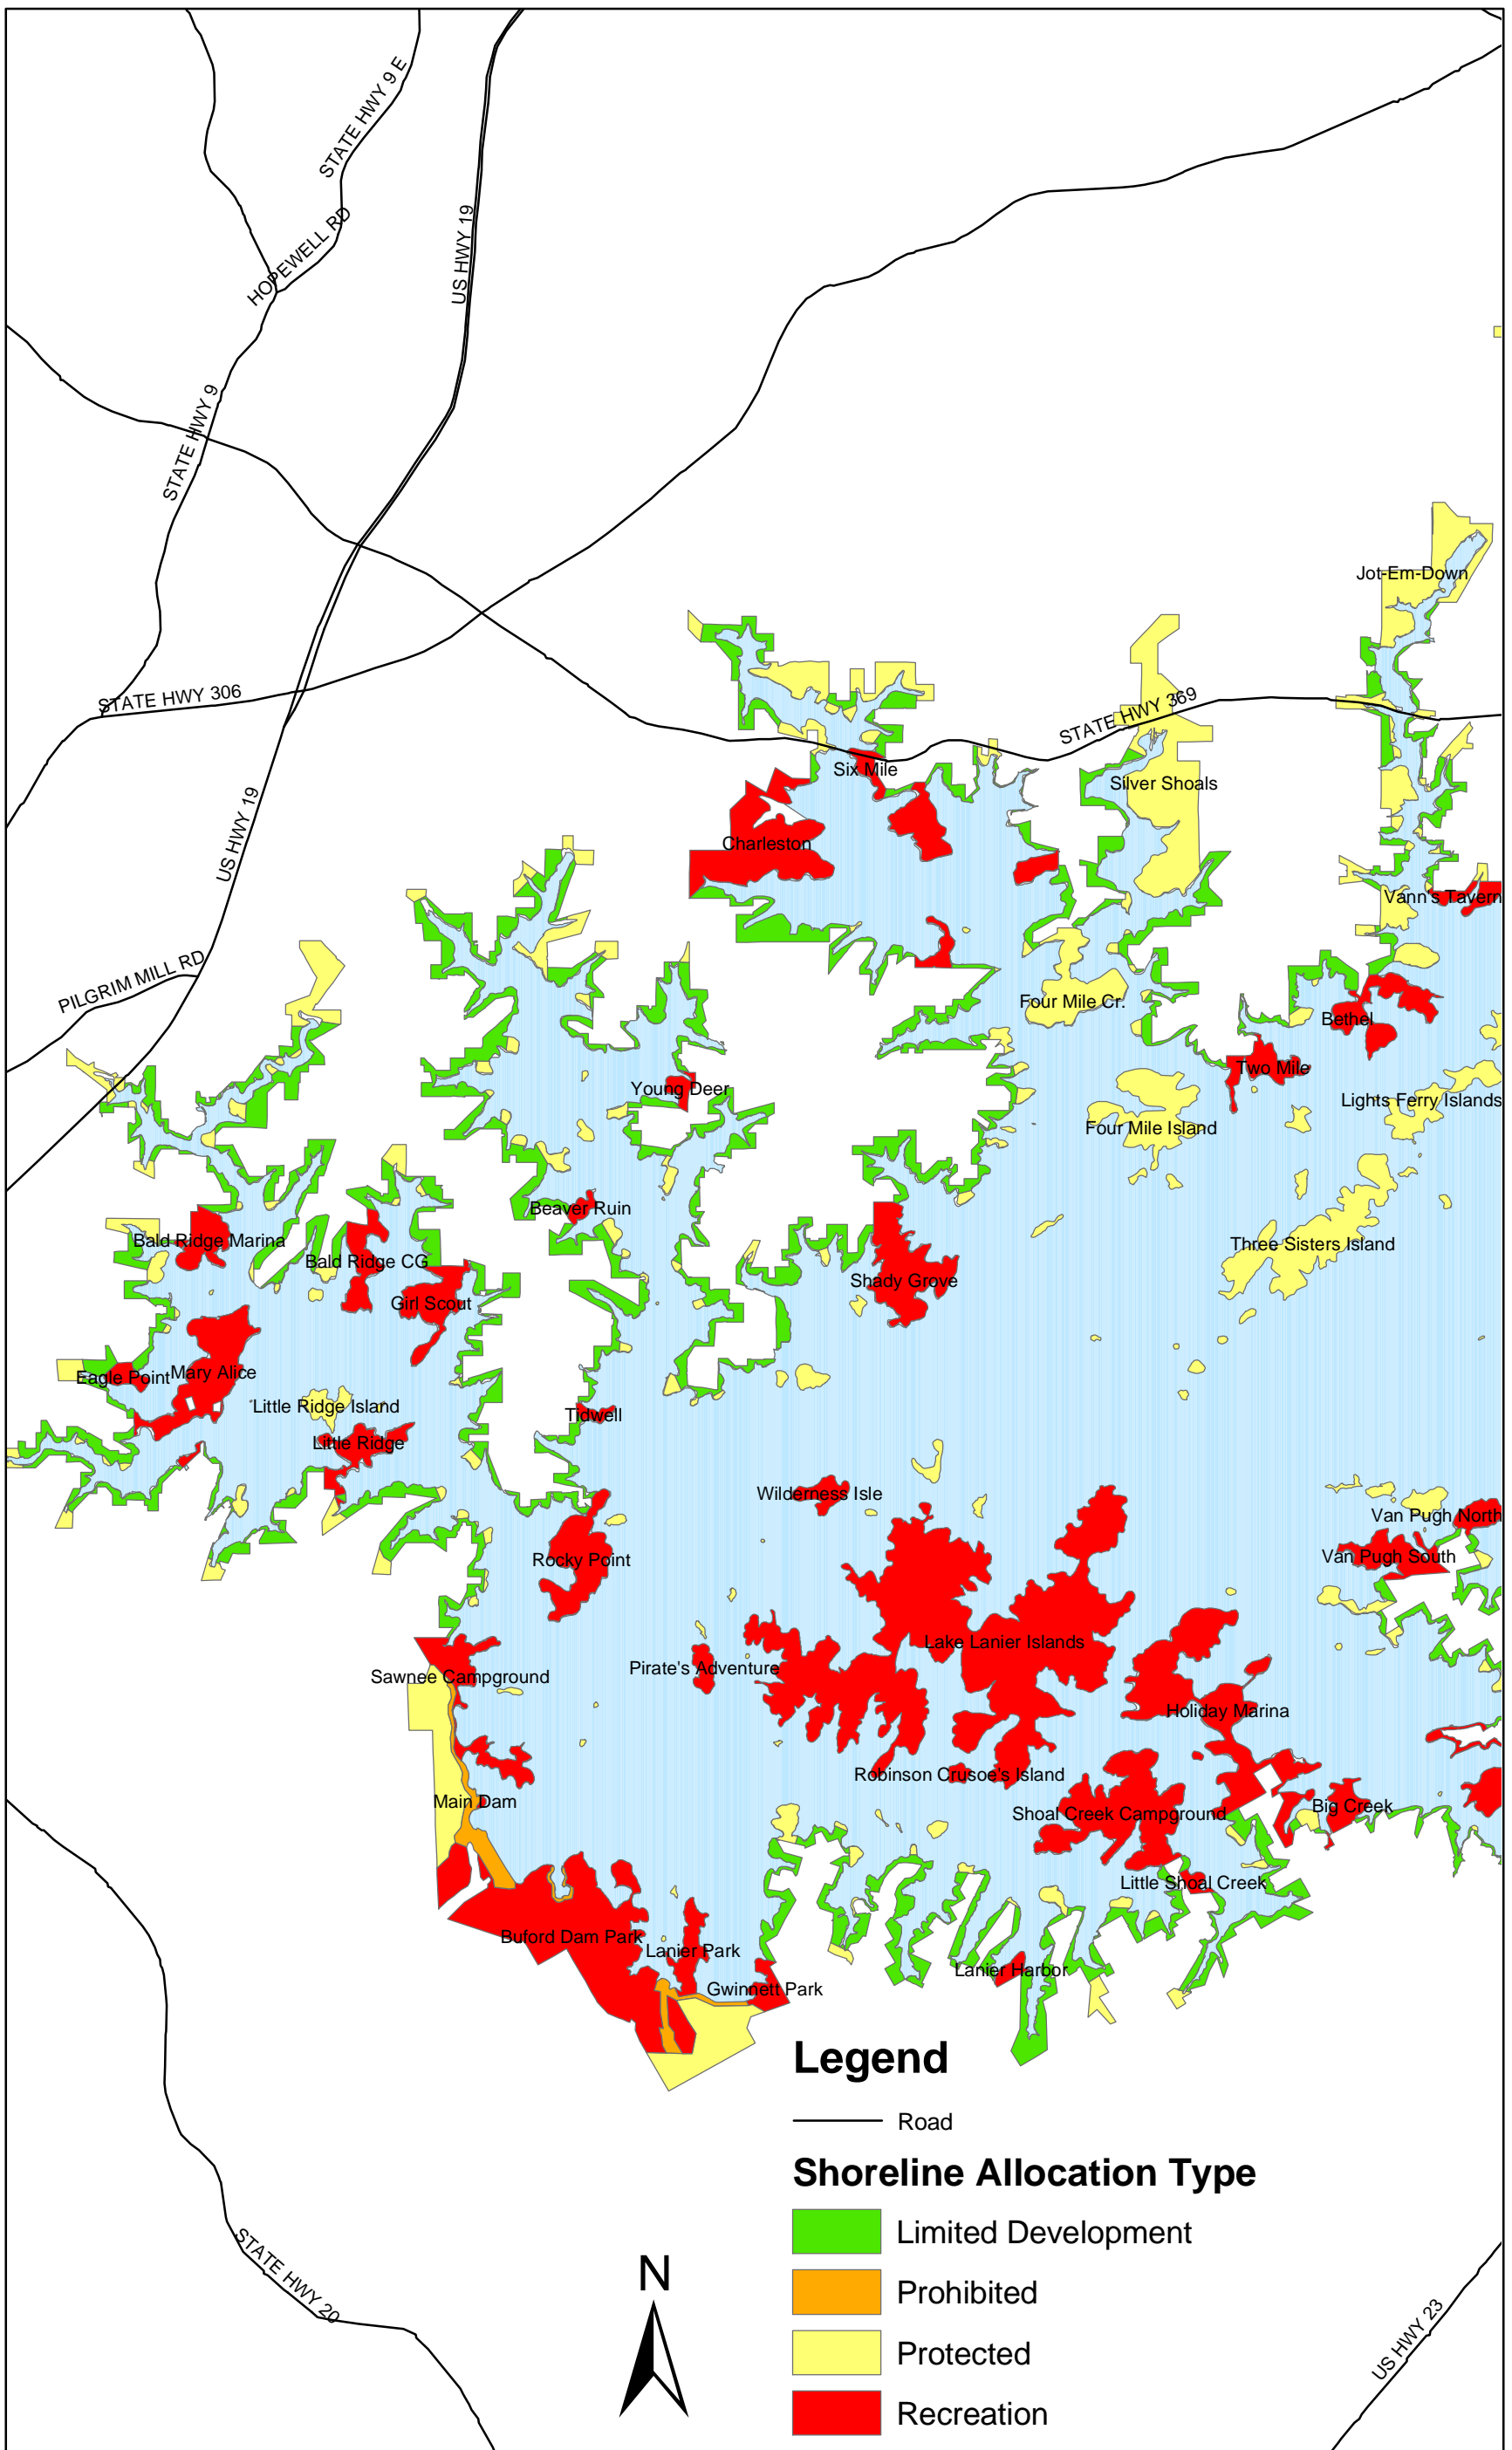 STATE HWY 9 E
HOPEWELL RD
US HWY 19
STATE HWY 9
Jot-Em-Down
STATE HWY 306
STATE HWY 369
Six Mile
Silver Shoals
US HWY 19
Charleston
Vann's Tavern
PILGRIM MILL RD
Four Mile Cr.
Bethel
Two Mile
Young Deer
Lights Ferry Islands
Four Mile Island
Beaver Ruin
Bald Ridge Marina
Three Sisters Island
Bald Ridge CG
Shady Grove
Girl Scout
Mary Alice
Eagle Point
Little Ridge Island
Tidwell
Little Ridge
Wilderness Isle
Van Pugh North
Van Pugh South
Rocky Point
Lake Lanier Islands
Pirate's Adventure
Sawnee Campground
Holiday Marina
Robinson Crusoe's Island
Main Dam
Big Creek
Shoal Creek Campground
Little Shoal Creek
Buford Dam Park
Lanier Park
Lanier Harbor
Gwinnett Park
Legend
Road
Shoreline Allocation Type
Limited Development
Prohibited
Protected
Recreation
N
STATE HWY 20
US HWY 23